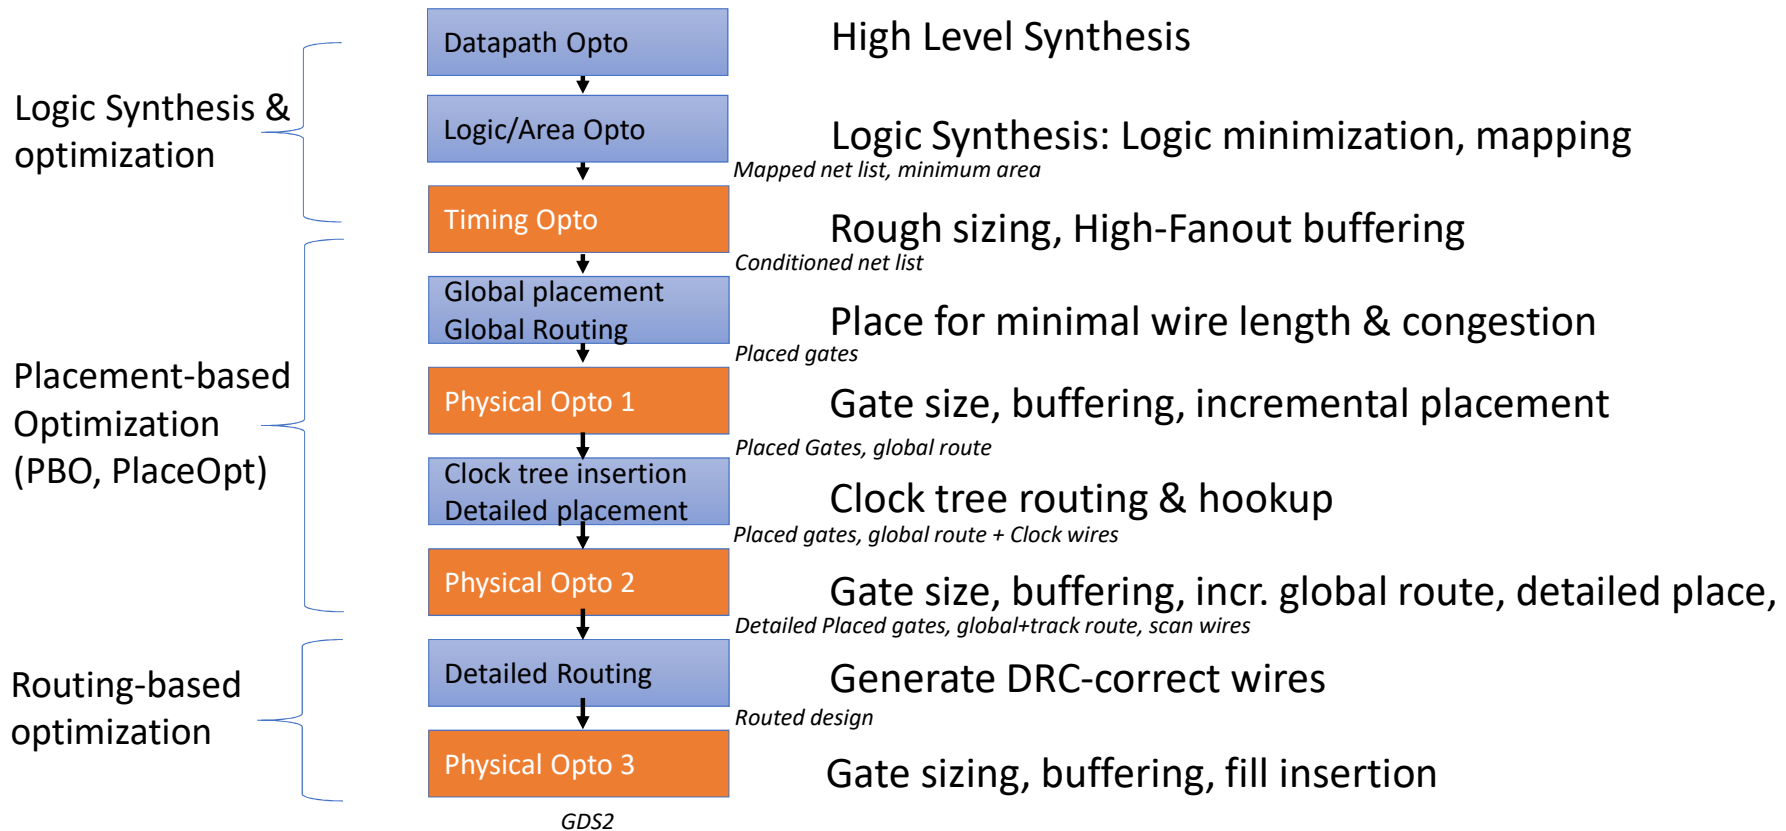 Datapath Opto
High Level Synthesis
Logic Synthesis &
optimization
Logic/Area Opto
Logic Synthesis: Logic minimization, mapping
Mapped net list, minimum area
Timing Opto
Rough sizing, High-Fanout buffering
Conditioned net list
Global placement
Global Routing
Place for minimal wire length & congestion
Placed gates
Placement-based
Optimization
(PBO, PlaceOpt)
Physical Opto 1
Gate size, buffering, incremental placement
Placed Gates, global route
Clock tree insertion
Detailed placement
Clock tree routing & hookup
Placed gates, global route + Clock wires
Physical Opto 2
Gate size, buffering, incr. global route, detailed place,
Detailed Placed gates, global+track route, scan wires
Routing-based
optimization
Detailed Routing
Generate DRC-correct wires
Routed design
Physical Opto 3
Gate sizing, buffering, fill insertion
GDS2